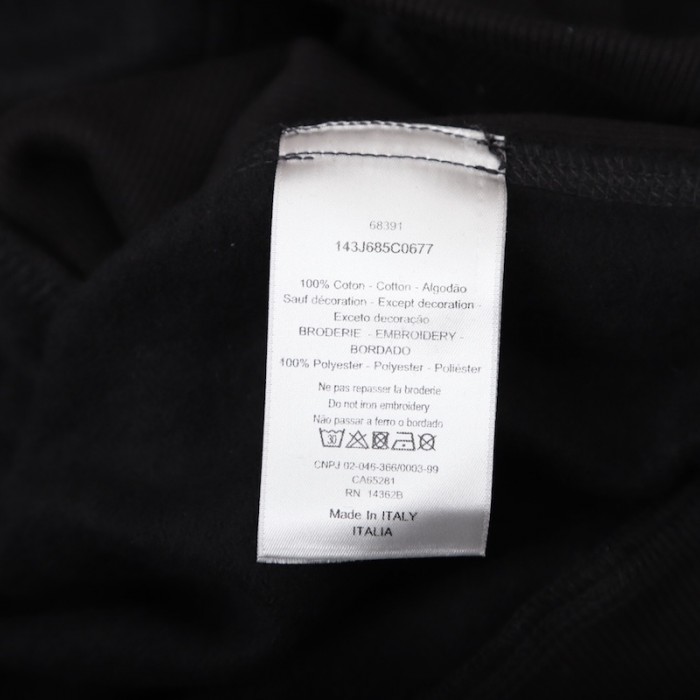 68391
143J685C0677
100% Coton - Cotton - Algodão
Sauf décoration - Except decoration -
Exceto decoração
BRODERIE - EMBROIDERY -
BORDADO
100% Polyester - Polyester - Poliéster
Ne pas repasser la broderie
Do not iron embroidery
Não passar a ferro o bordado
30
CNPJ 02-046-366/0003-99
CA65281
RN 14362B
Made In ITALY
ITALIA